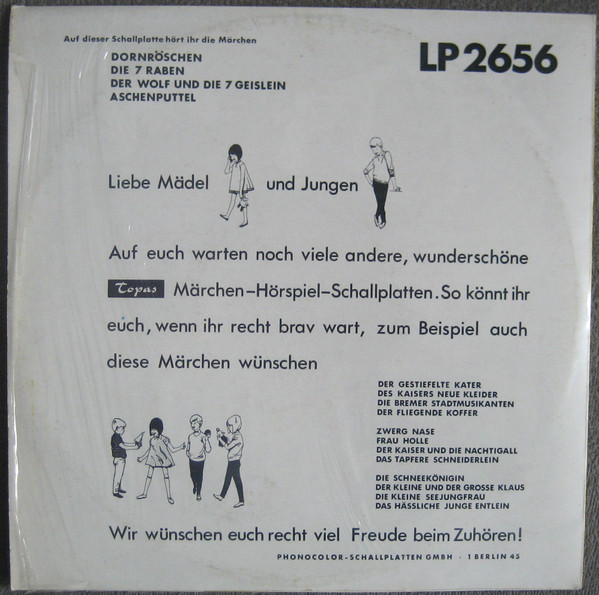 Auf dieser Schallplatte hört ihr die Märchen
DORNRÖSCHEN
DIE 7 RABEN
DER WOLF UND DIE 7 GEISLEIN
ASCHENPUTTEL
LP 2656
Liebe Mädel und Jungen
Auf euch warten noch viele andere, wunderschöne
Topas Märchen-Hörspiel-Schallplatten. So könnt ihr
euch, wenn ihr recht brav wart, zum Beispiel auch
diese Märchen wünschen
DER GESTIEFELTE KATER
DES KAISERS NEUE KLEIDER
DIE BREMER STADTMUSIKANTEN
DER FLIEGENDE KOFFER
ZWERG NASE
FRAU HOLLE
DER KAISER UND DIE NACHTIGALL
DAS TAPFERE SCHNEIDERLEIN
DIE SCHNEEKÖNIGIN
DER KLEINE UND DER GROSSE KLAUS
DIE KLEINE SEEJUNGFRAU
DAS HÄSSLICHE JUNGE ENTLEIN
Wir wünschen euch recht viel Freude beim Zuhören!
PHONOCOLOR-SCHALLPLATTEN GMBH · 1 BERLIN 45